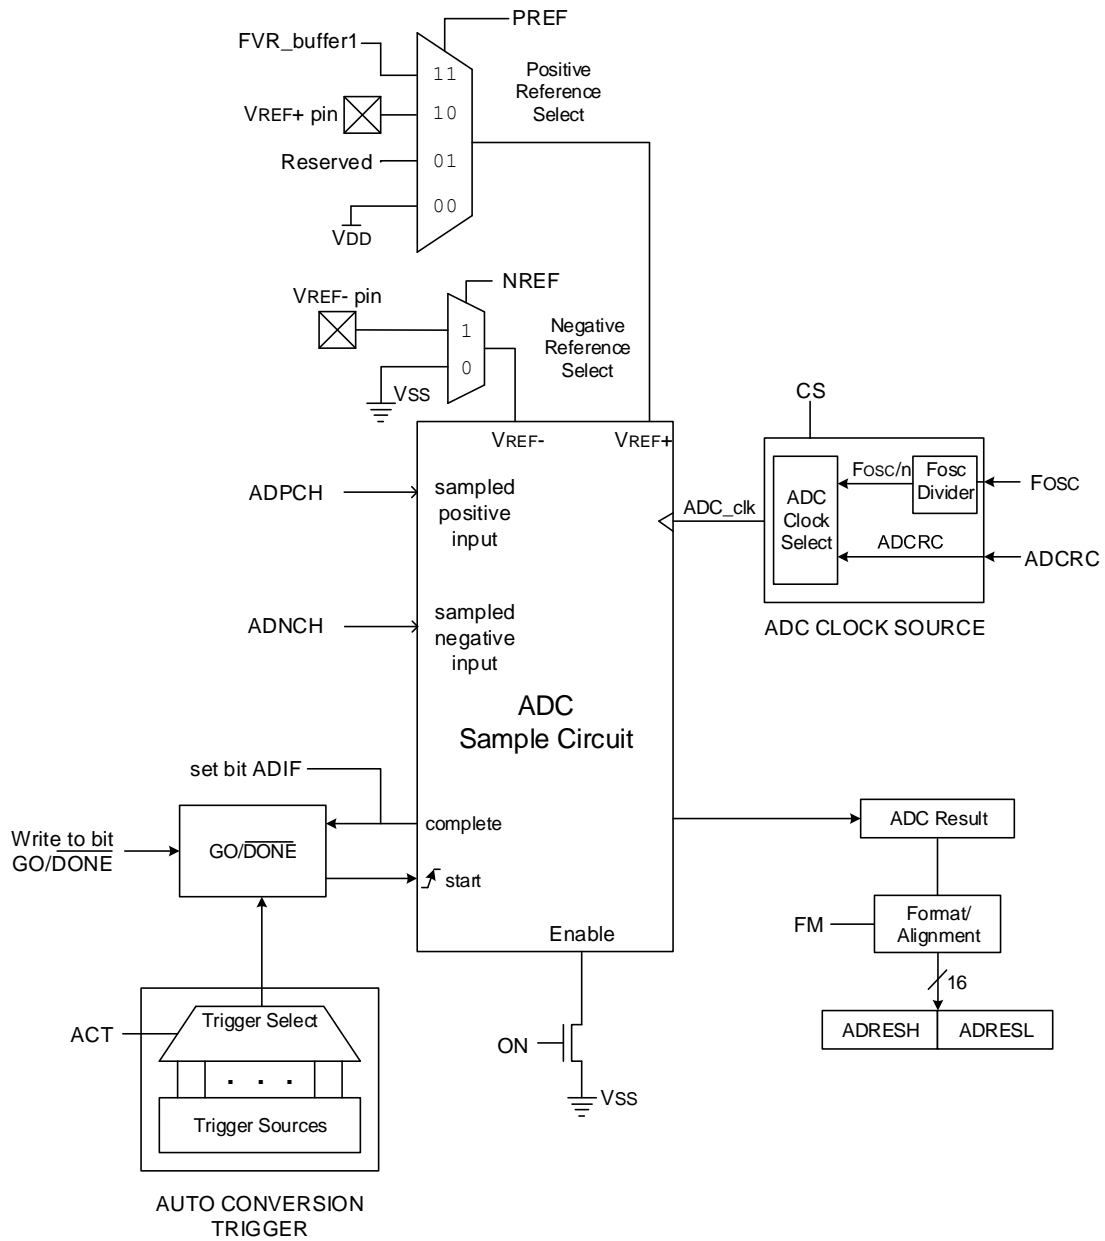 PREF
FVR_buffer1
11
Positive
Reference
Select
VREF+ pin
10
Reserved
01
00
VDD
NREF
VREF- pin
1
Negative
Reference
Select
0
VSS
CS
VREF-
VREF+
ADPCH
sampled
positive
input
ADC_clk
ADC
Clock
Select
FOSC/n
Fosc
Divider
FOSC
ADCRC
ADCRC
ADC CLOCK SOURCE
ADNCH
sampled
negative
input
ADC
Sample Circuit
set bit ADIF
complete
Write to bit
GO/DONE
GO/DONE
start
ADC Result
FM
Format/
Alignment
16
ADRESH
ADRESL
Enable
ON
VSS
ACT
Trigger Select
. . .
Trigger Sources
AUTO CONVERSION
TRIGGER